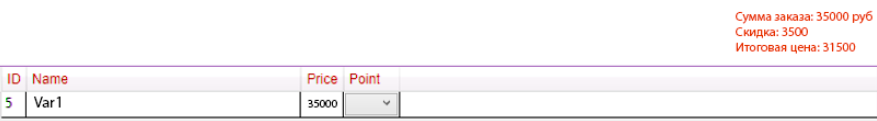 Сумма заказа: 35000 руб
Скидка: 3500
Итоговая цена: 31500
ID Name Price Point
5 Var1 35000